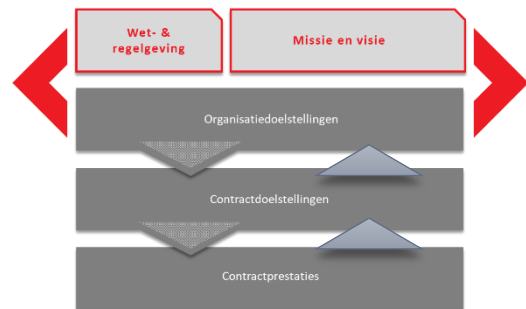 Wet- &
regelgeving
Missie en visie
Organisatiedoelstellingen
Contractdoelstellingen
Contractprestaties